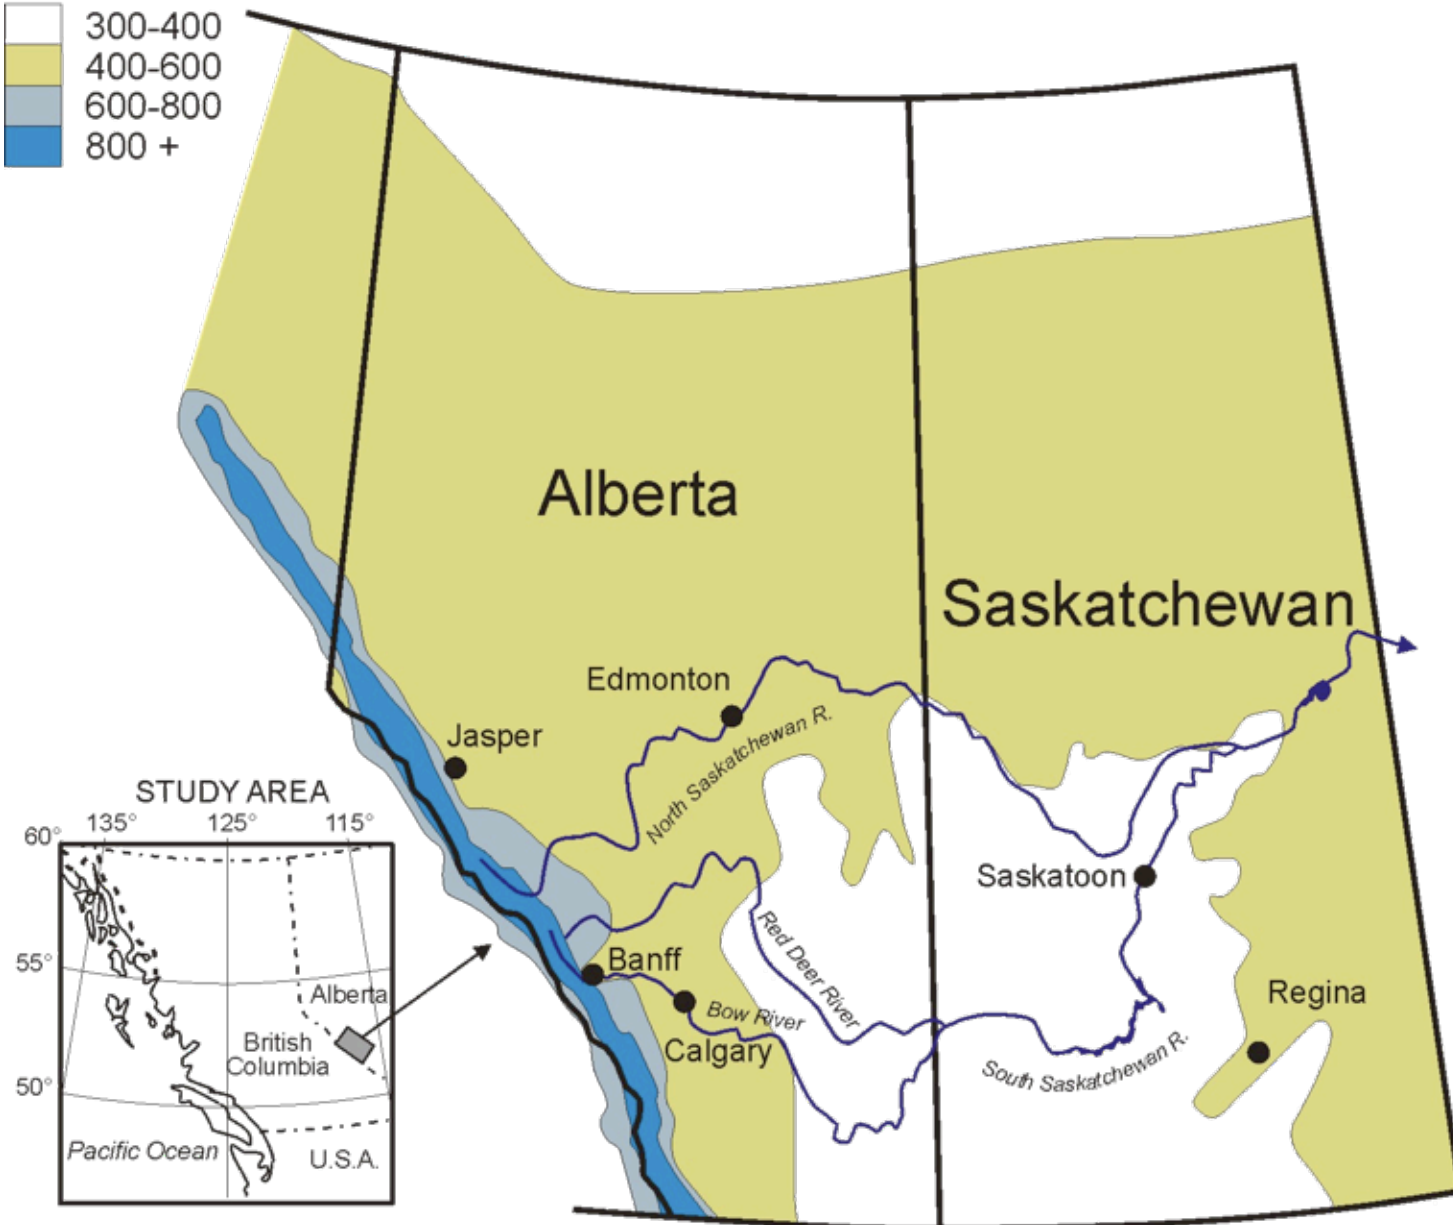 300-400
400-600
600-800
800 +
Alberta
Saskatchewan
Edmonton
North Saskatchewan R.
Jasper
STUDY AREA
135° 125° 115°
60°
55°
50°
Alberta
British
Columbia
Pacific Ocean
U.S.A.
Saskatoon
Red Deer River
Banff
Bow River
Calgary
Regina
South Saskatchewan R.